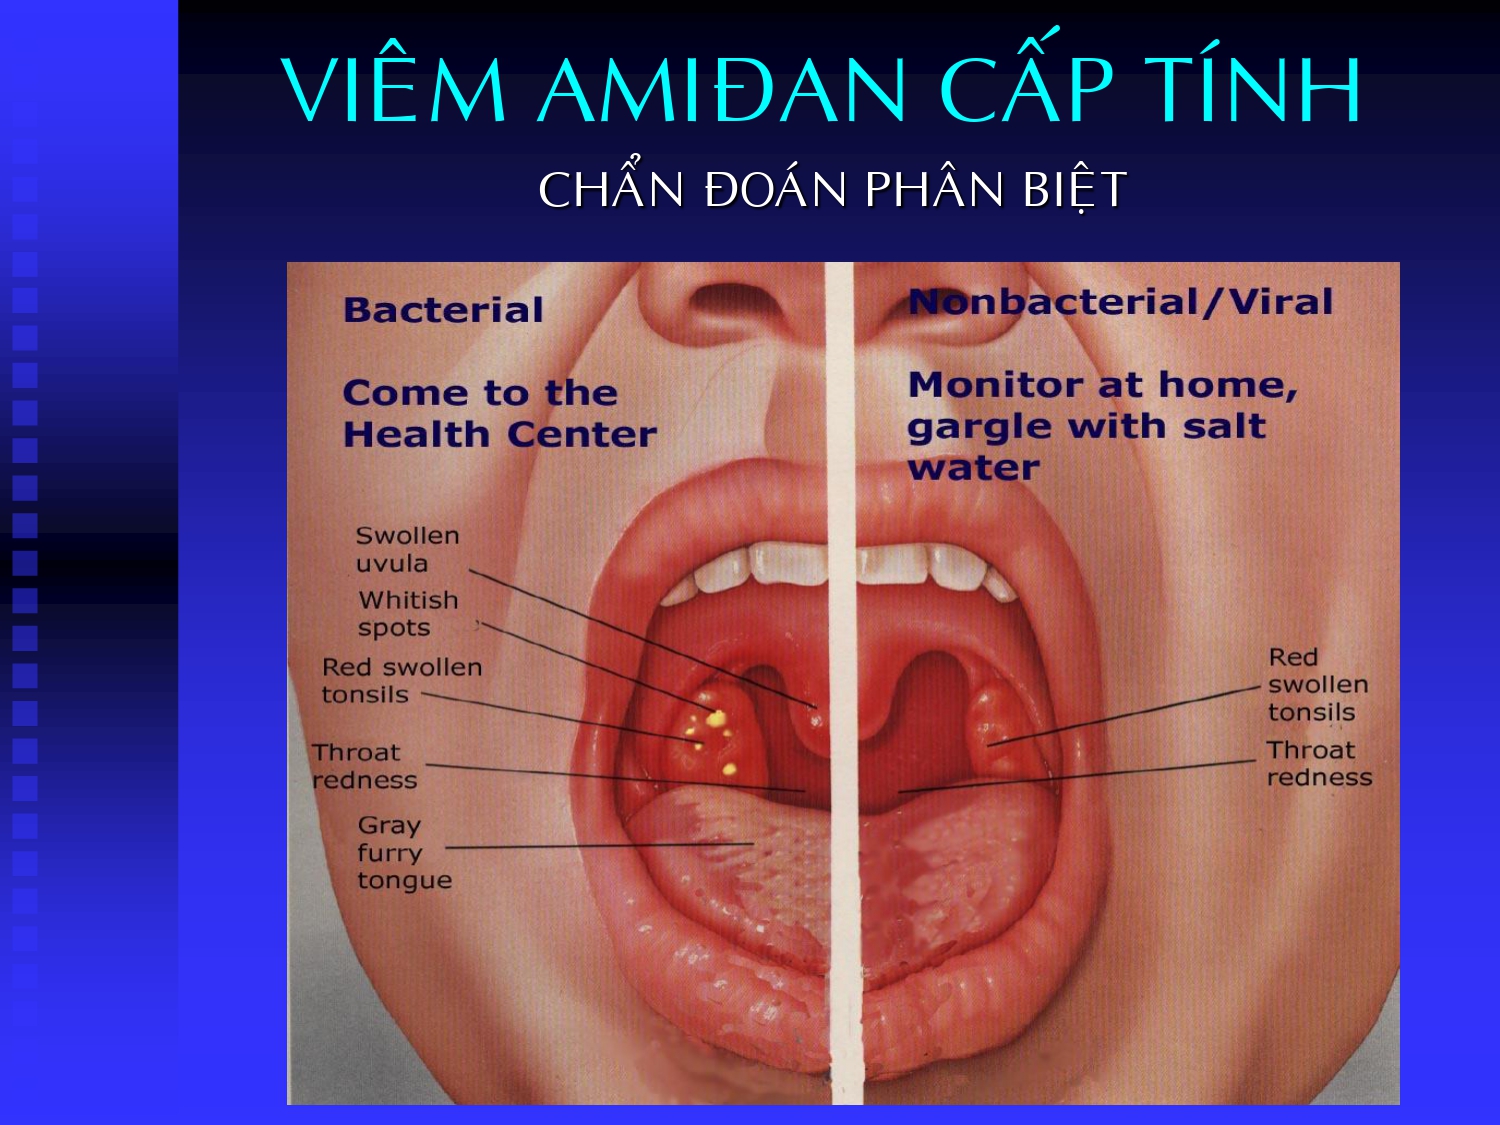 VIÊM AMIĐAN CẤP TÍNH
CHẨN ĐOÁN PHÂN BIỆT
Bacterial
Come to the
Health Center
Swollen
uvula
Whitish
spots
Red swollen
tonsils
Throat
redness
Gray
furry
tongue
Nonbacterial/Viral
Monitor at home,
gargle with salt
water
Red
swollen
tonsils
Throat
redness